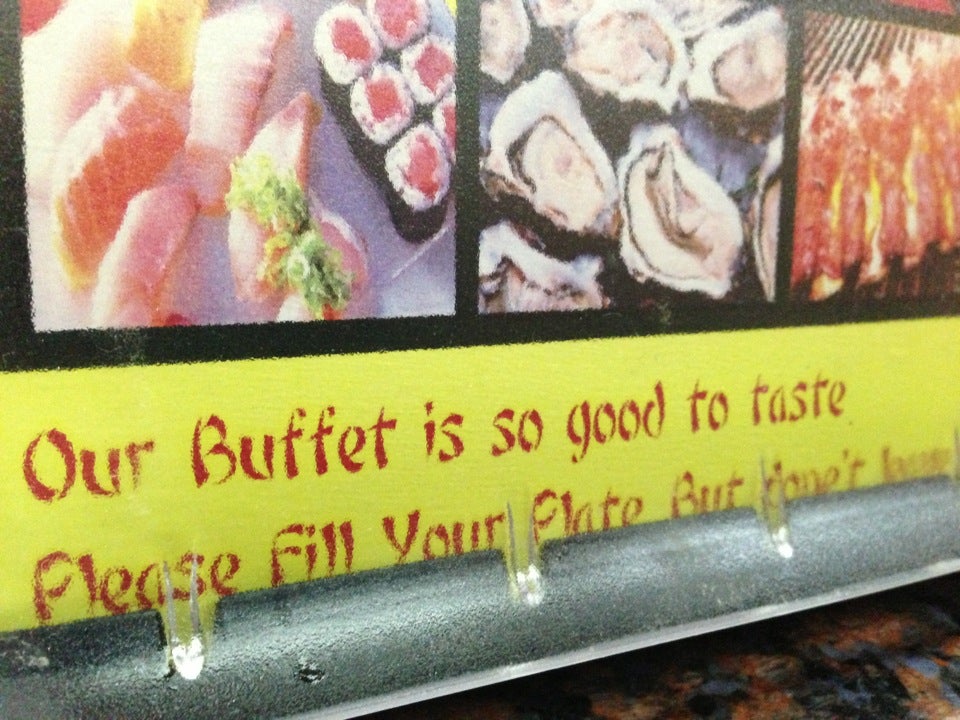 Our Buffet is so good to taste
Please Fill Your Plate But